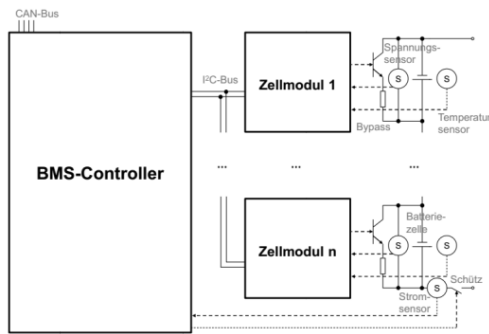 CAN-Bus
I²C-Bus
BMS-Controller
Zellmodul 1
Spannungs-
sensor
S
S
Bypass
Temperatur
sensor
...
...
...
Zellmodul n
Batterie-
zelle
S
S
S
Strom-
sensor
Schütz